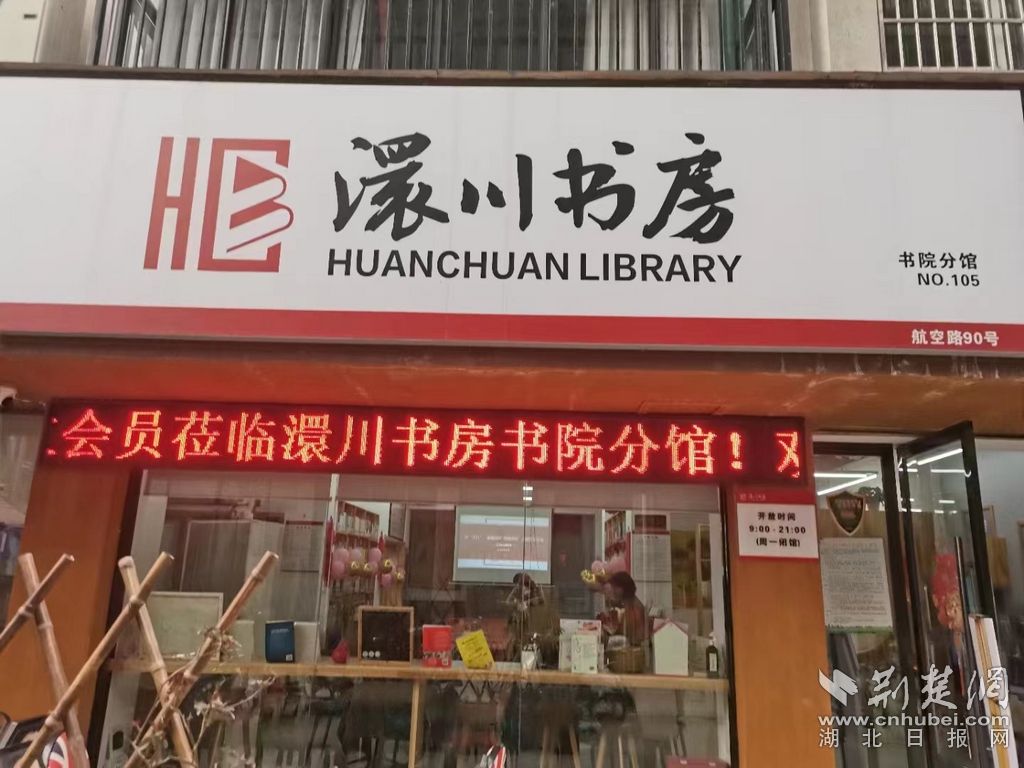 HC
澴川书房
HUANCHUAN LIBRARY
书院分馆
NO.105
航空路90号
会员莅临澴川书房书院分馆！
开放时间
9:00 - 21:00
(周一闭馆)
荆楚网
www.cnhubei.com
湖北日报网